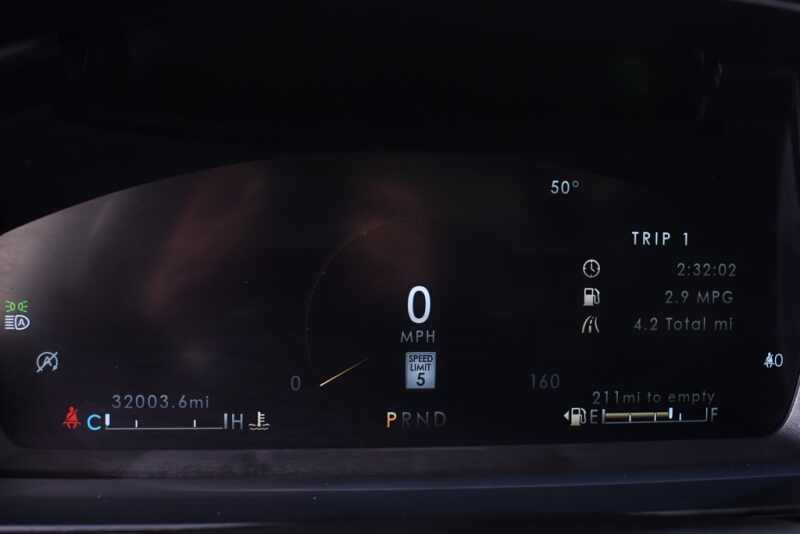 50°
TRIP 1
2:32:02
2.9 MPG
4.2 Total mi
0
MPH
SPEED
LIMIT
5
0
160
A
A
0
32003.6mi
211mi to empty
C H
PRND
E F